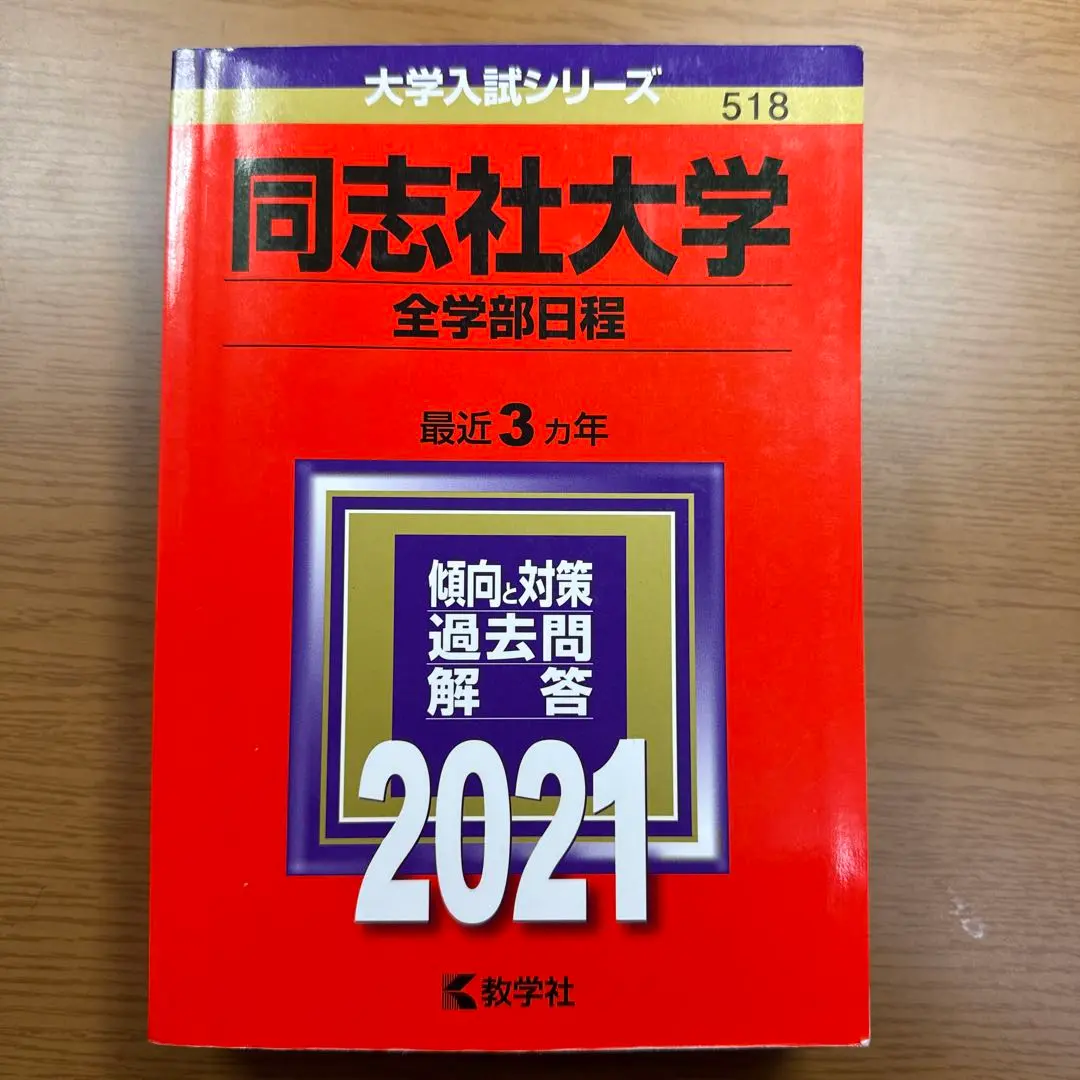 大学入試シリーズ
518
同志社大学
全学部日程
最近3カ年
傾向と対策
過去問
解答
2021
教学社